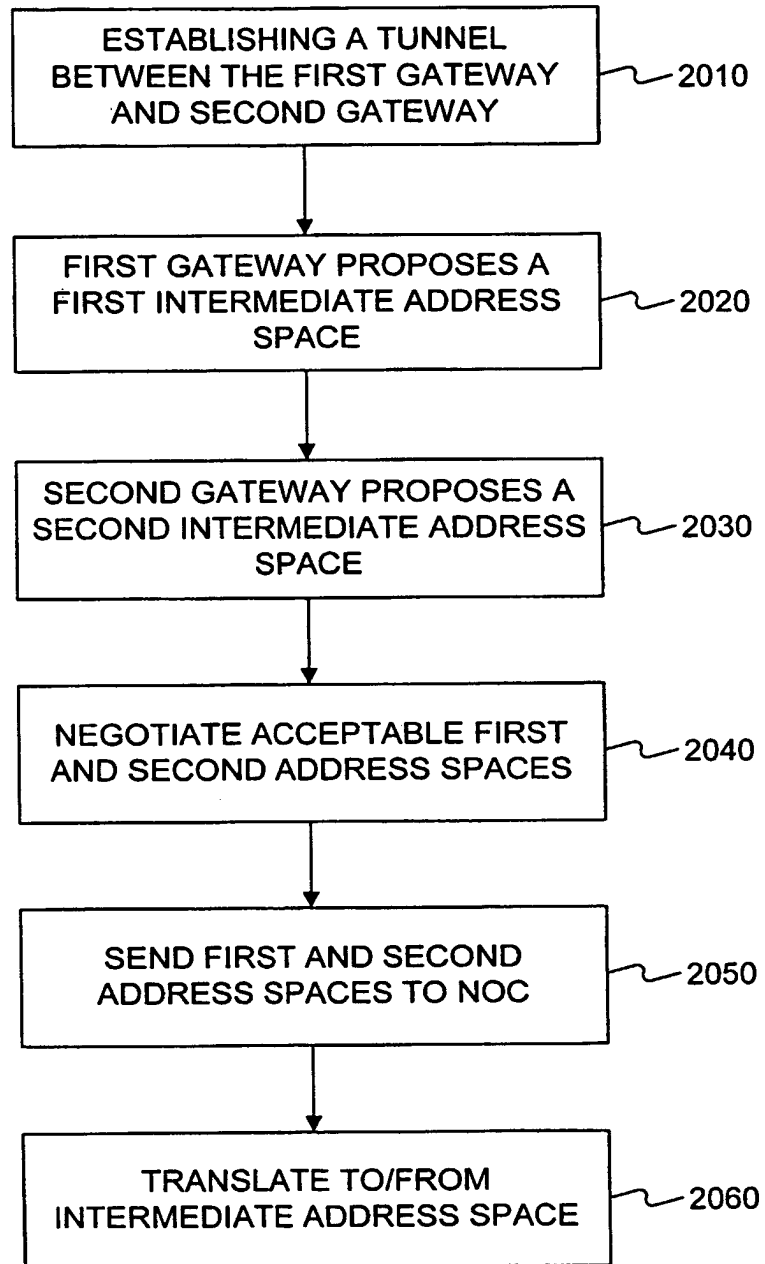 ESTABLISHING A TUNNEL
BETWEEN THE FIRST GATEWAY
AND SECOND GATEWAY
2010
FIRST GATEWAY PROPOSES A
FIRST INTERMEDIATE ADDRESS
SPACE
2020
SECOND GATEWAY PROPOSES A
SECOND INTERMEDIATE ADDRESS
SPACE
2030
NEGOTIATE ACCEPTABLE FIRST
AND SECOND ADDRESS SPACES
2040
SEND FIRST AND SECOND
ADDRESS SPACES TO NOC
2050
TRANSLATE TO/FROM
INTERMEDIATE ADDRESS SPACE
2060